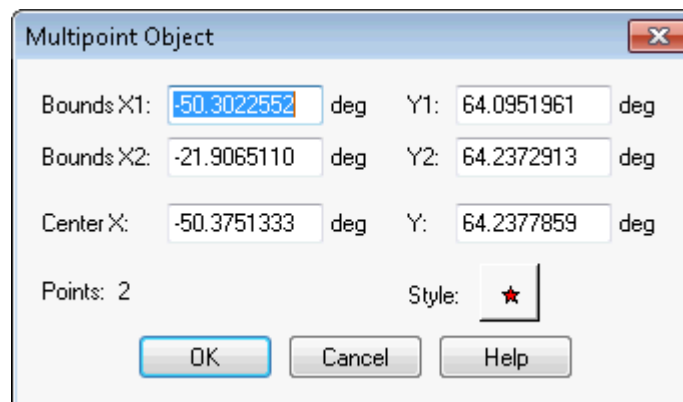 Multipoint Object
Bounds X1: -50.3022552 deg Y1: 64.0951961 deg
Bounds X2: -21.9065110 deg Y2: 64.2372913 deg
Center X: -50.3751333 deg Y: 64.2377859 deg
Points: 2 Style:
OK Cancel Help